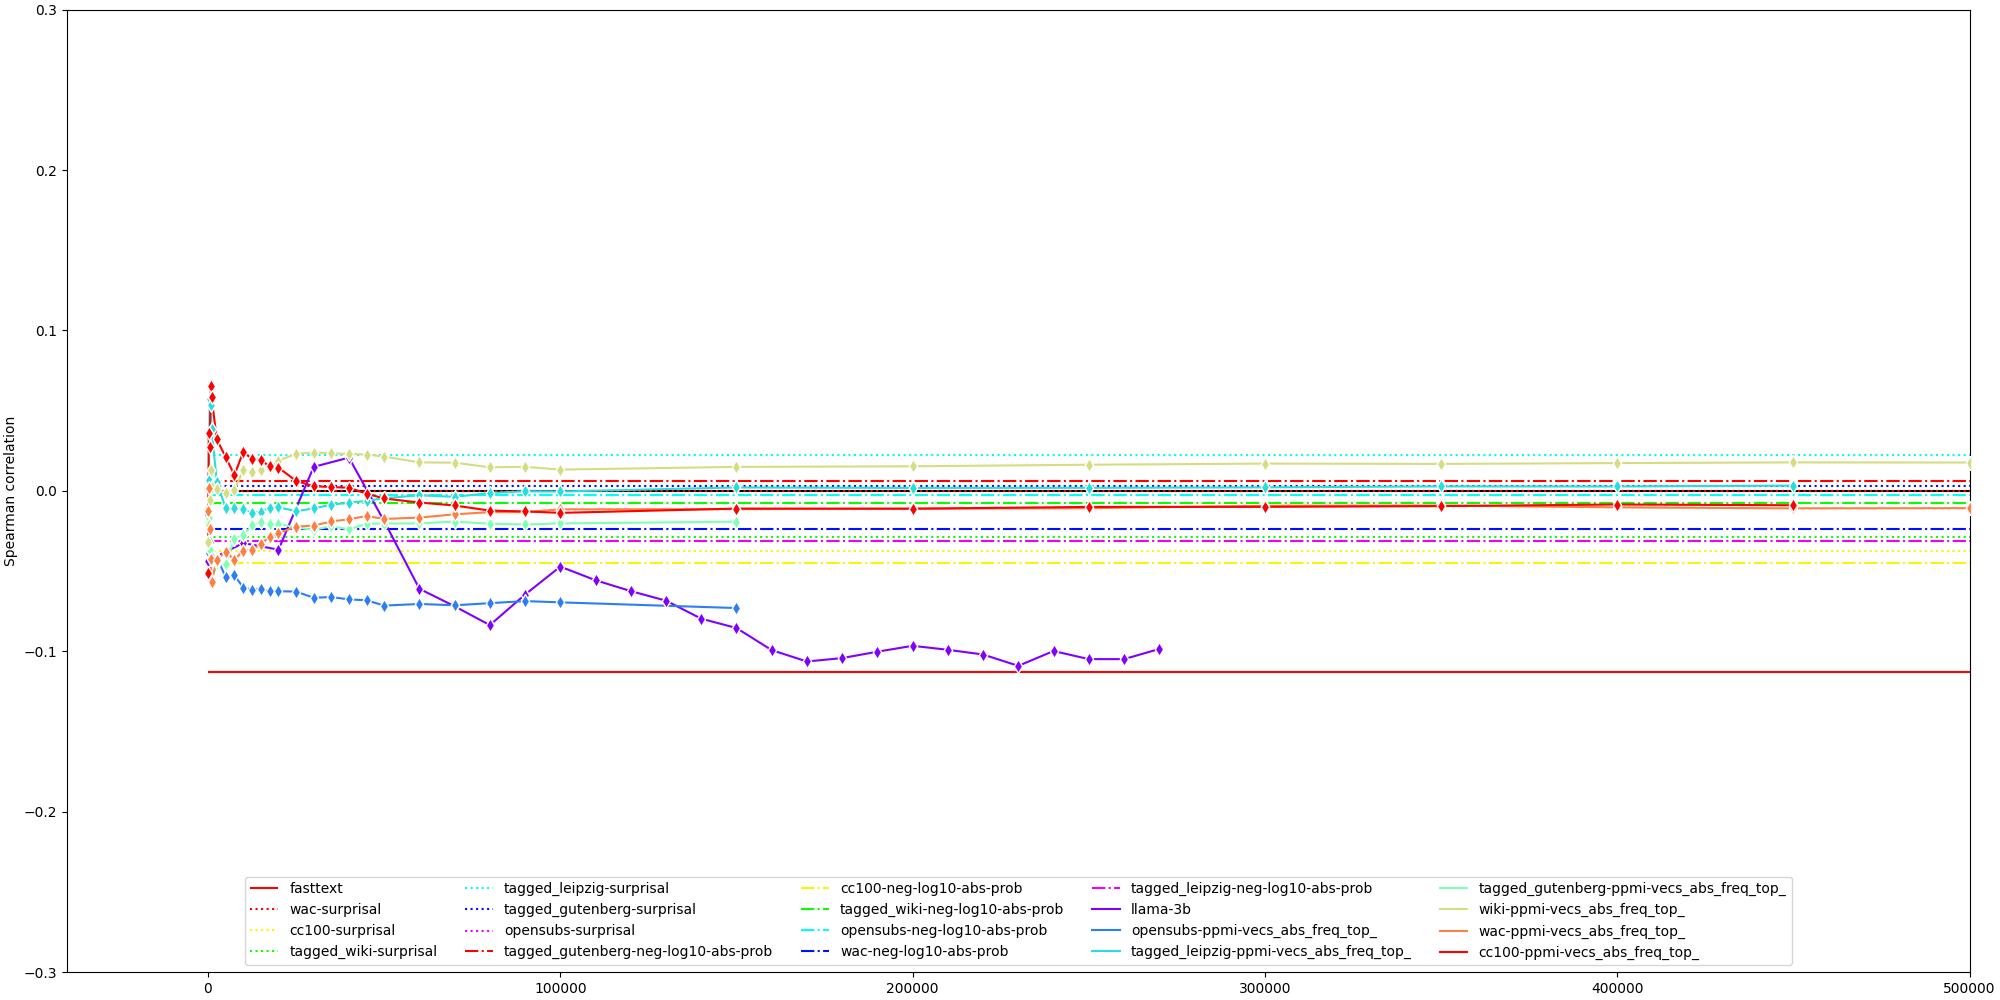 0.3
0.2
0.1
0.0
−0.1
−0.2
−0.3
Spearman correlation
fasttext
wac-surprisal
cc100-surprisal
tagged_wiki-surprisal
tagged_leipzig-surprisal
tagged_gutenberg-surprisal
opensubs-surprisal
tagged_gutenberg-neg-log10-abs-prob
cc100-neg-log10-abs-prob
tagged_wiki-neg-log10-abs-prob
opensubs-neg-log10-abs-prob
wac-neg-log10-abs-prob
tagged_leipzig-neg-log10-abs-prob
llama-3b
opensubs-ppmi-vecs_abs_freq_top_
tagged_leipzig-ppmi-vecs_abs_freq_top_
tagged_gutenberg-ppmi-vecs_abs_freq_top_
wiki-ppmi-vecs_abs_freq_top_
wac-ppmi-vecs_abs_freq_top_
cc100-ppmi-vecs_abs_freq_top_
0 100000 200000 300000 400000 500000